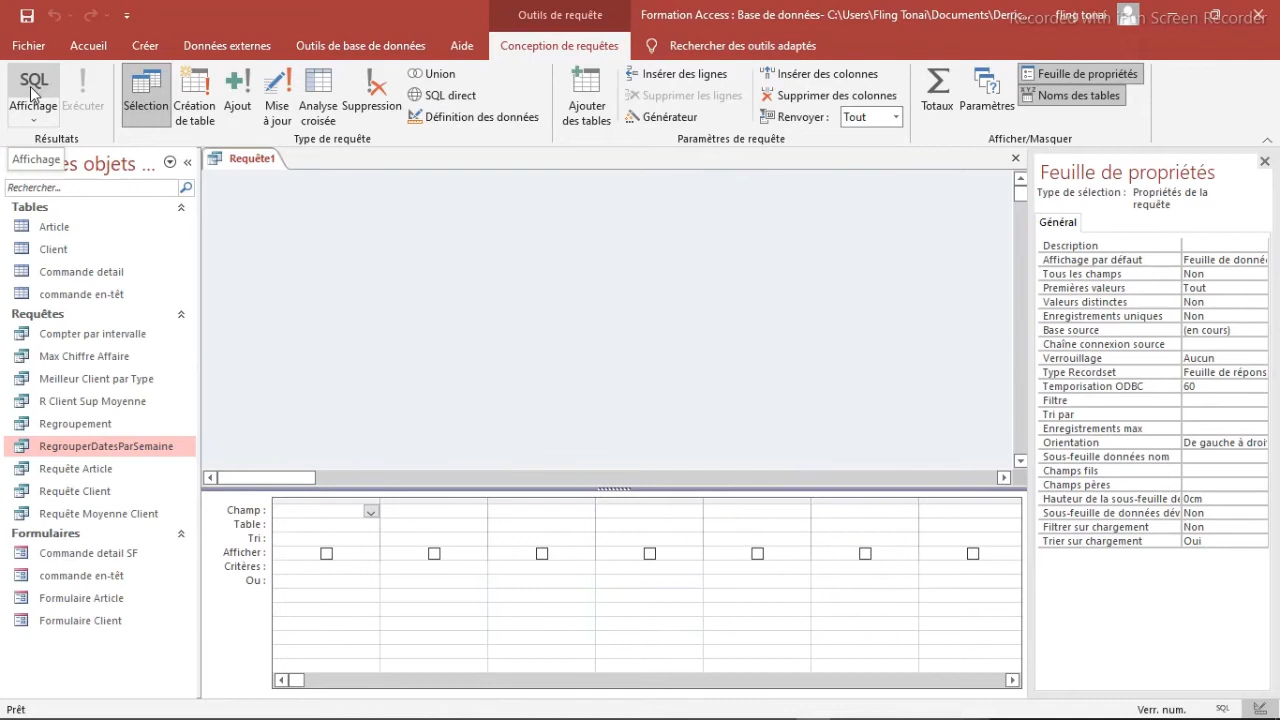 Outils de requête
Formation Access : Base de données- C:\Users\Fling Tonai\Documents\Derric...
fling tonai
Recorded with iFun Screen Recorder
Fichier
Accueil
Créer
Données externes
Outils de base de données
Aide
Conception de requêtes
Rechercher des outils adaptés
SQL
Affichage
Exécuter
Résultats
Sélection
Création de table
Ajout
Mise à jour
Analyse croisée
Suppression
Union
SQL direct
Définition des données
Type de requête
Ajouter des tables
Insérer des lignes
Supprimer les lignes
Générateur
Insérer des colonnes
Supprimer des colonnes
Renvoyer :
Tout
Paramètres de requête
Totaux
Paramètres
Feuille de propriétés
XYZ
Noms des tables
Afficher/Masquer
Affichage
es objets ...
Rechercher...
Tables
Article
Client
Commande detail
commande en-têt
Requêtes
Compter par intervalle
Max Chiffre Affaire
Meilleur Client par Type
R Client Sup Moyenne
Regroupement
RegrouperDatesParSemaine
Requête Article
Requête Client
Requête Moyenne Client
Formulaires
Commande detail SF
commande en-têt
Formulaire Article
Formulaire Client
Requête1
Champ :
Table :
Tri :
Afficher :
Critères :
Ou :
Feuille de propriétés
Type de sélection : Propriétés de la
requête
Général
Description
Affichage par défaut Feuille de donné
Tous les champs Non
Premières valeurs Tout
Valeurs distinctes Non
Enregistrements uniques Non
Base source (en cours)
Chaîne connexion source
Verrouillage Aucun
Type Recordset Feuille de répons
Temporisation ODBC 60
Filtre
Tri par
Enregistrements max
Orientation De gauche à droi
Sous-feuille données nom
Champs fils
Champs pères
Hauteur de la sous-feuille de 0cm
Sous-feuille de données dév Non
Filtrer sur chargement Non
Trier sur chargement Oui
Prêt
Verr. num.
SQL